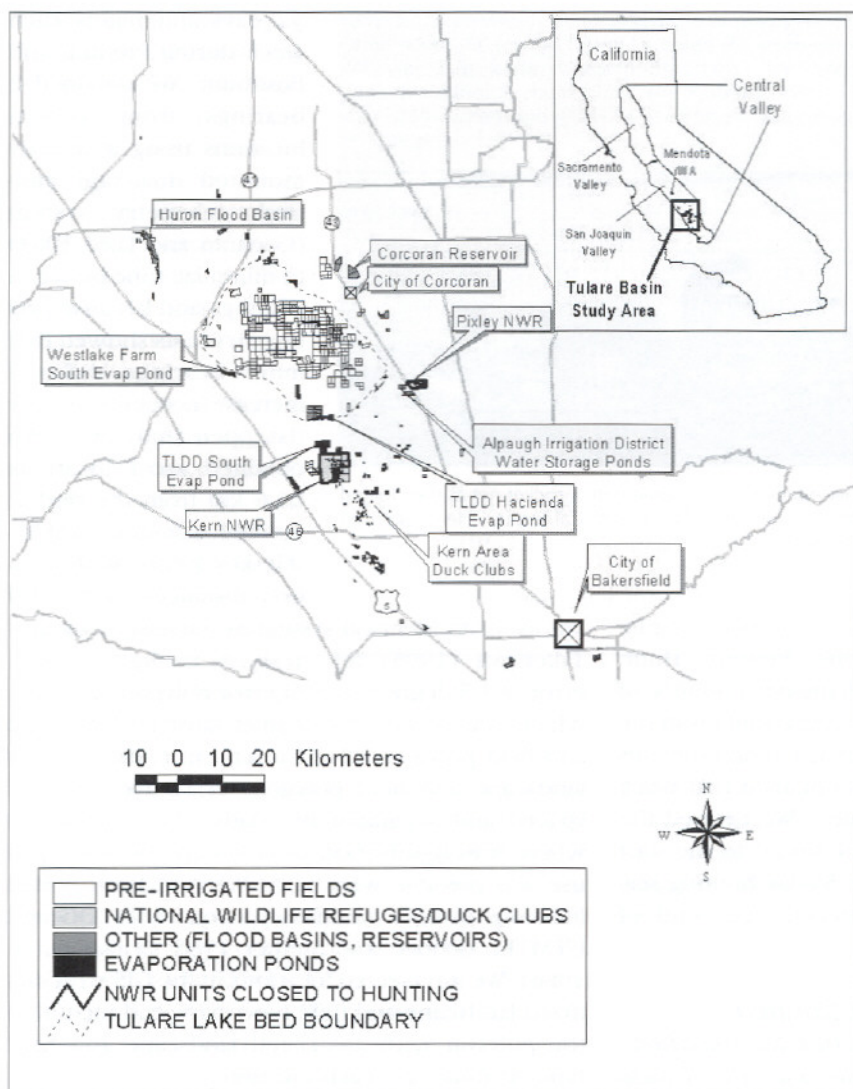 California
Central
Valley
Mendota
WA
Sacramento
Valley
San Joaquin
Valley
Tulare Basin
Study Area
41
Huron Flood Basin
43
Corcoran Reservoir
City of Corcoran
Pixley NWR
Westlake Farm
South Evap Pond
Alpaugh Irrigation District
Water Storage Ponds
TLDD South
Evap Pond
TLDD Hacienda
Evap Pond
Kern NWR
46
Kern Area
Duck Clubs
City of
Bakersfield
5
10 0 10 20 Kilometers
N
W E
S
PRE-IRRIGATED FIELDS
NATIONAL WILDLIFE REFUGES/DUCK CLUBS
OTHER (FLOOD BASINS, RESERVOIRS)
EVAPORATION PONDS
NWR UNITS CLOSED TO HUNTING
TULARE LAKE BED BOUNDARY